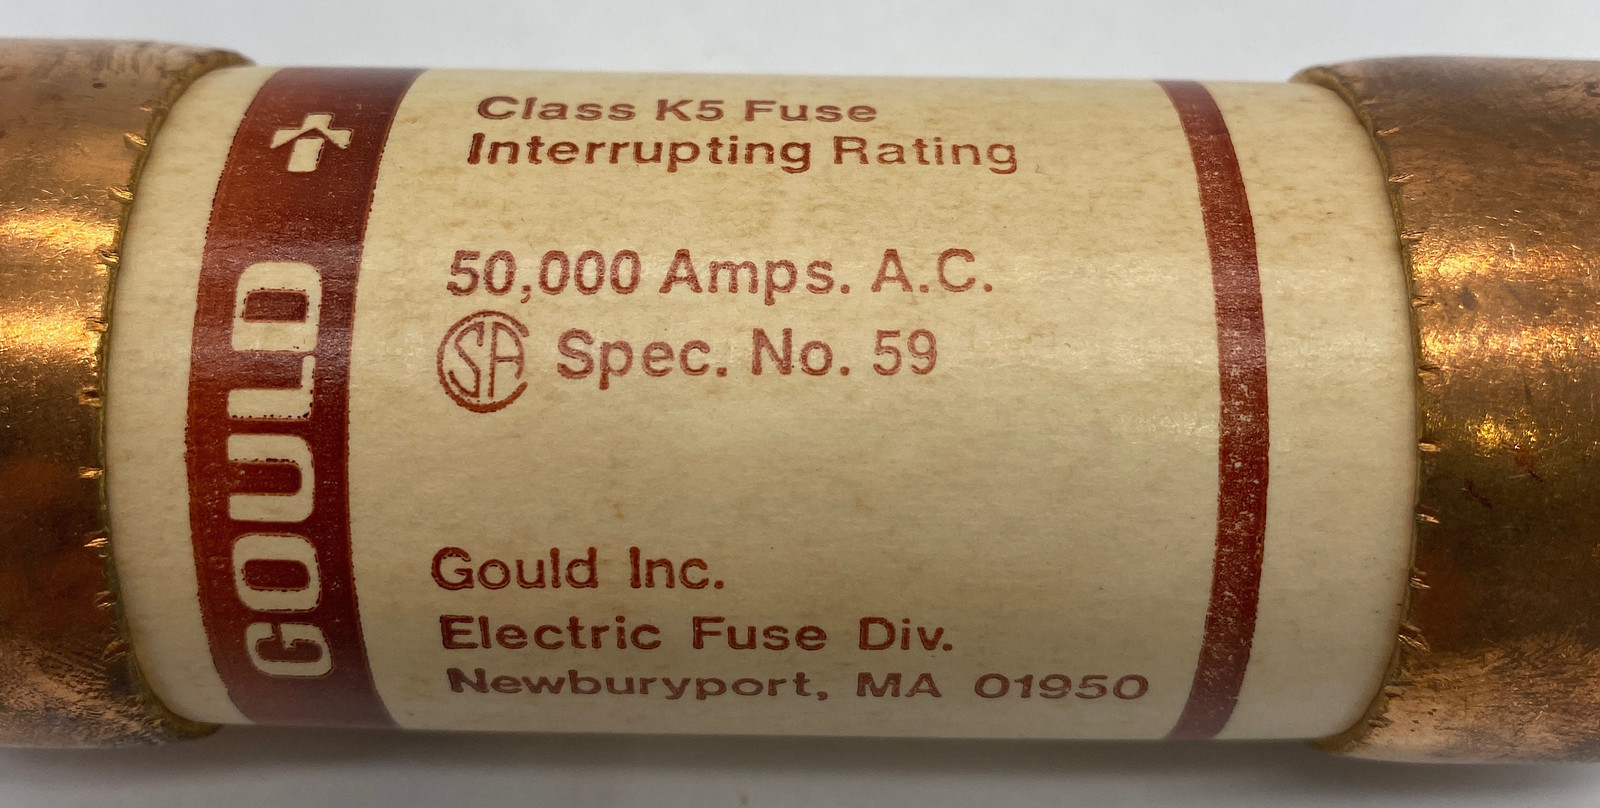 GOULD
Class K5 Fuse
Interrupting Rating
50,000 Amps. A.C.
SA Spec. No. 59
Gould Inc.
Electric Fuse Div.
Newburyport, MA 01950